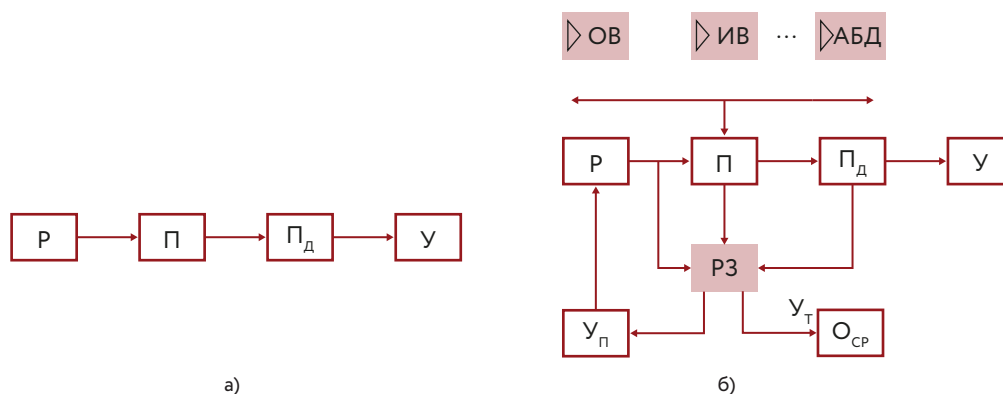 ОВ ИВ ... АБД
Р П Пд У
Р П Пд У
РЗ
Ут
Уп Оср
а) б)